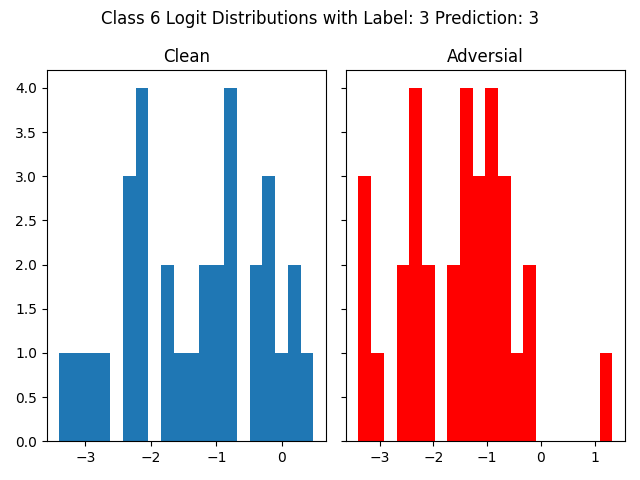 Class 6 Logit Distributions with Label: 3 Prediction: 3
Clean
Adversial
4.0
3.5
3.0
2.5
2.0
1.5
1.0
0.5
0.0
−3 −2 −1 0
−3 −2 −1 0 1